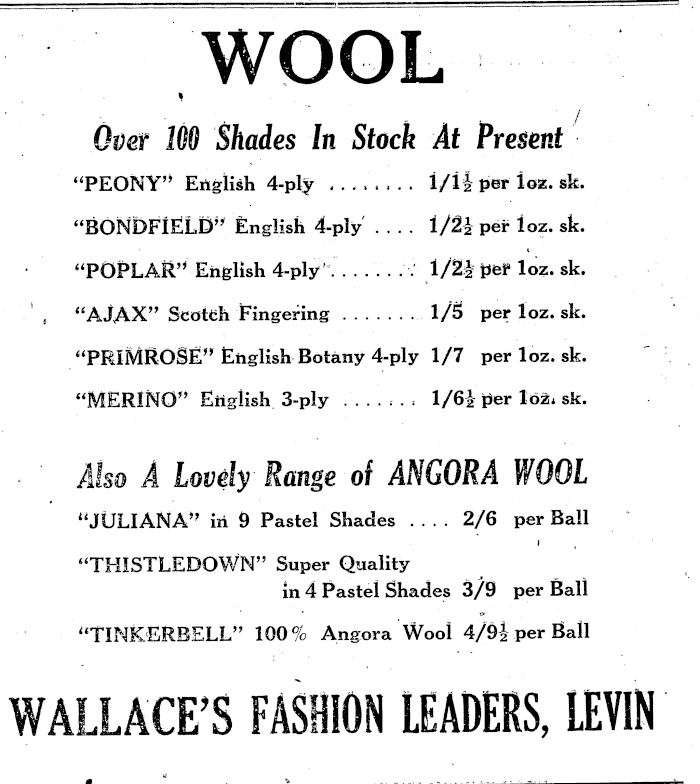 WOOL
Over 100 Shades In Stock At Present
"PEONY" English 4-ply ........ 1/1½ per 1oz. sk.
"BONDFIELD" English 4-ply .... 1/2½ per 1oz. sk.
"POPLAR" English 4-ply ........ 1/2½ per 1oz. sk.
"AJAX" Scotch Fingering ....... 1/5 per 1oz. sk.
"PRIMROSE" English Botany 4-ply 1/7 per 1oz. sk.
"MERINO" English 3-ply ....... 1/6½ per 1oz. sk.
Also A Lovely Range of ANGORA WOOL
"JULIANA" in 9 Pastel Shades .... 2/6 per Ball
"THISTLEDOWN" Super Quality
in 4 Pastel Shades 3/9 per Ball
"TINKERBELL" 100% Angora Wool 4/9½ per Ball
WALLACE'S FASHION LEADERS, LEVIN